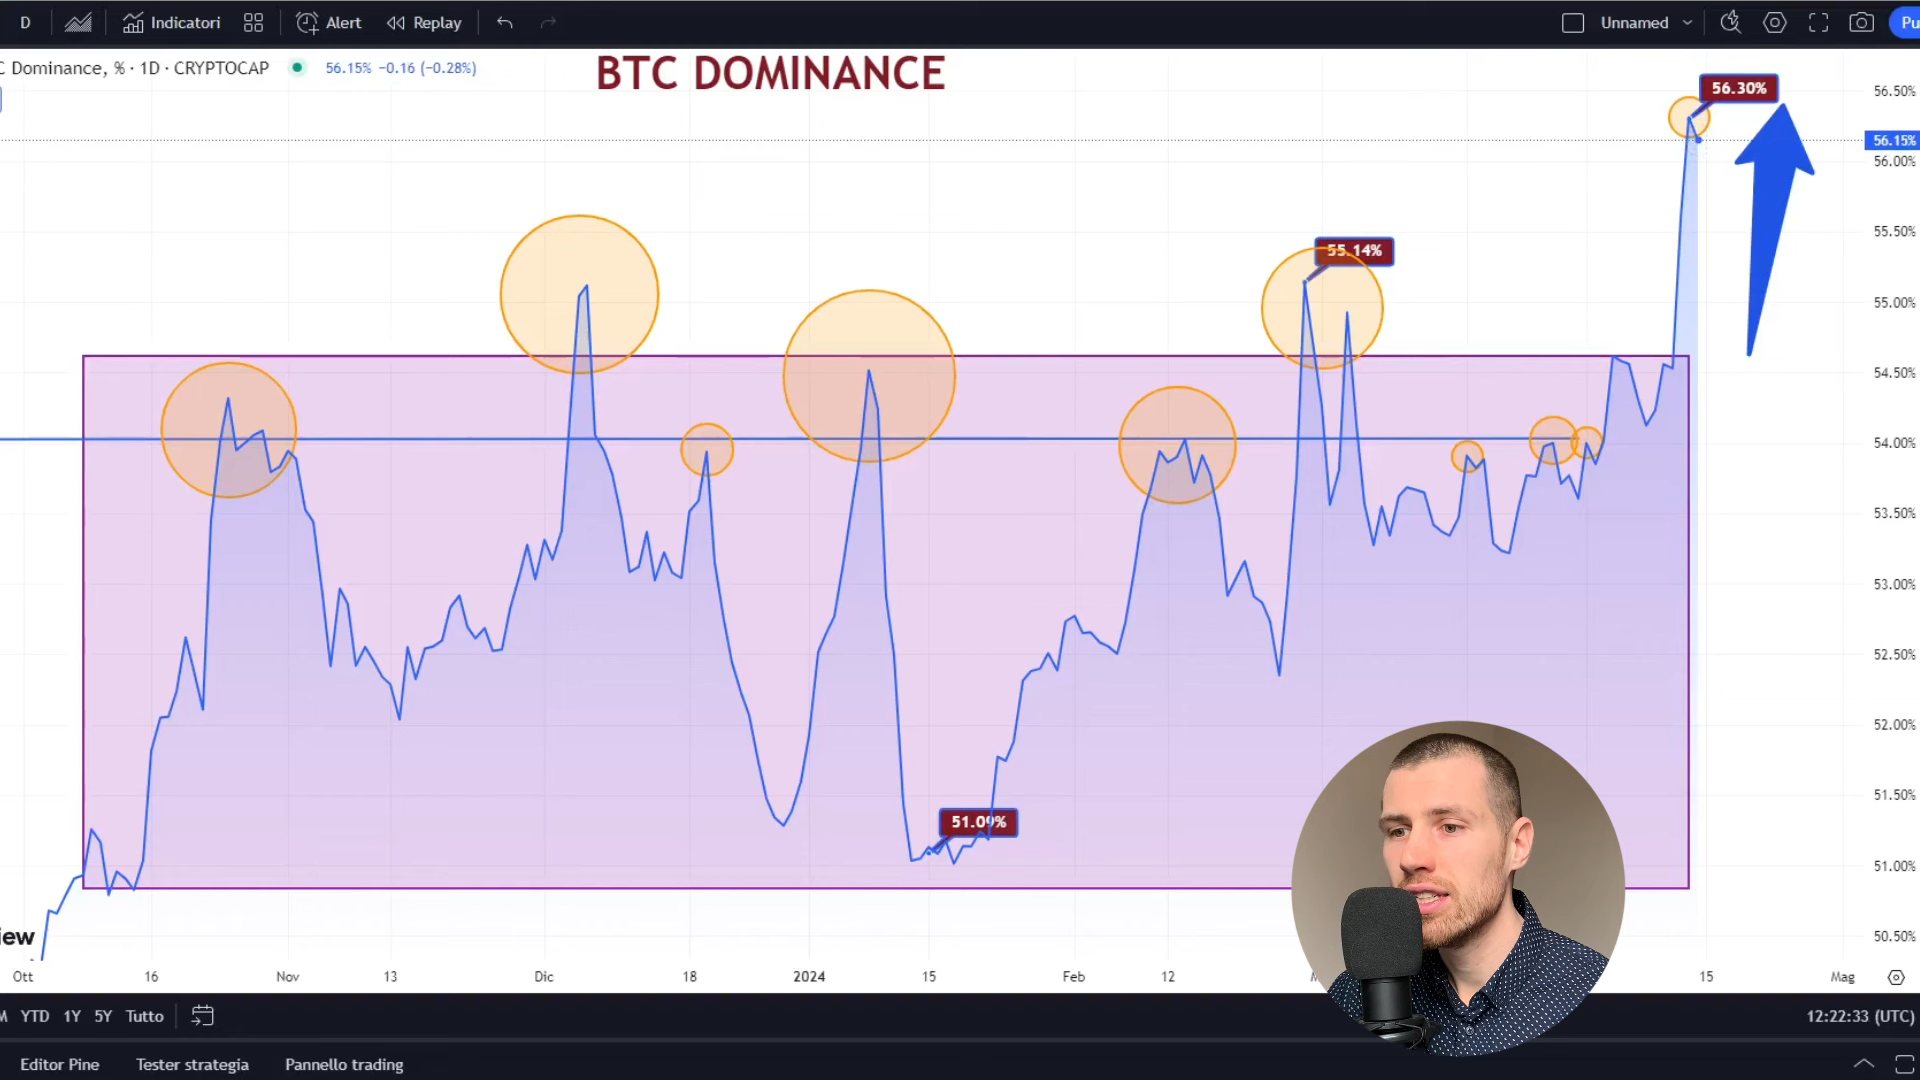 D Indicatori Alert Replay Unnamed Pu
C Dominance, % · 1D · CRYPTOCAP 56.15% −0.16 (−0.28%)
BTC DOMINANCE
56.30%
56.50%
56.15%
56.00%
55.50%
55.14%
55.00%
54.50%
54.00%
53.50%
53.00%
52.50%
52.00%
51.50%
51.09%
51.00%
50.50%
iew
Ott 16 Nov 13 Dic 18 2024 15 Feb 12 15 Mag
M YTD 1Y 5Y Tutto 12:22:33 (UTC)
Editor Pine Tester strategia Pannello trading